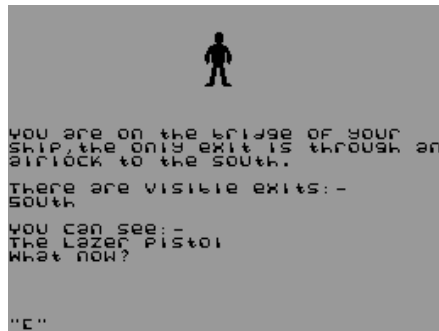 You are on the bridge of your
ship,the only exit is through an
airlock to the south.
There are visible exits:-
South
You can see:-
The Lazer Pistol
What now?
"C"